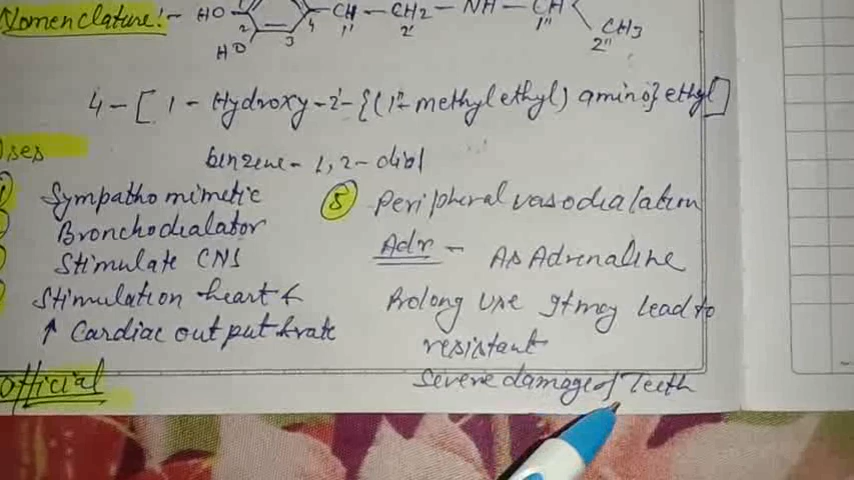 Nomenclature:- HO 2 3 4 CH - CH2 - NH - CH
1' 2' 1" CH3
HO 2"
4-[1-Hydroxy-2-{(1"-methylethyl)amino}ethyl]
benzene-1,2-diol
Uses
Sympathomimetic
Bronchodialator
Stimulate CNS
Stimulation heart &
↑ Cardiac output & rate
Official
5 Peripheral vasodialation
Adr - As Adrenaline
Prolong use It may lead to
resistant
Severe damage of Teeth